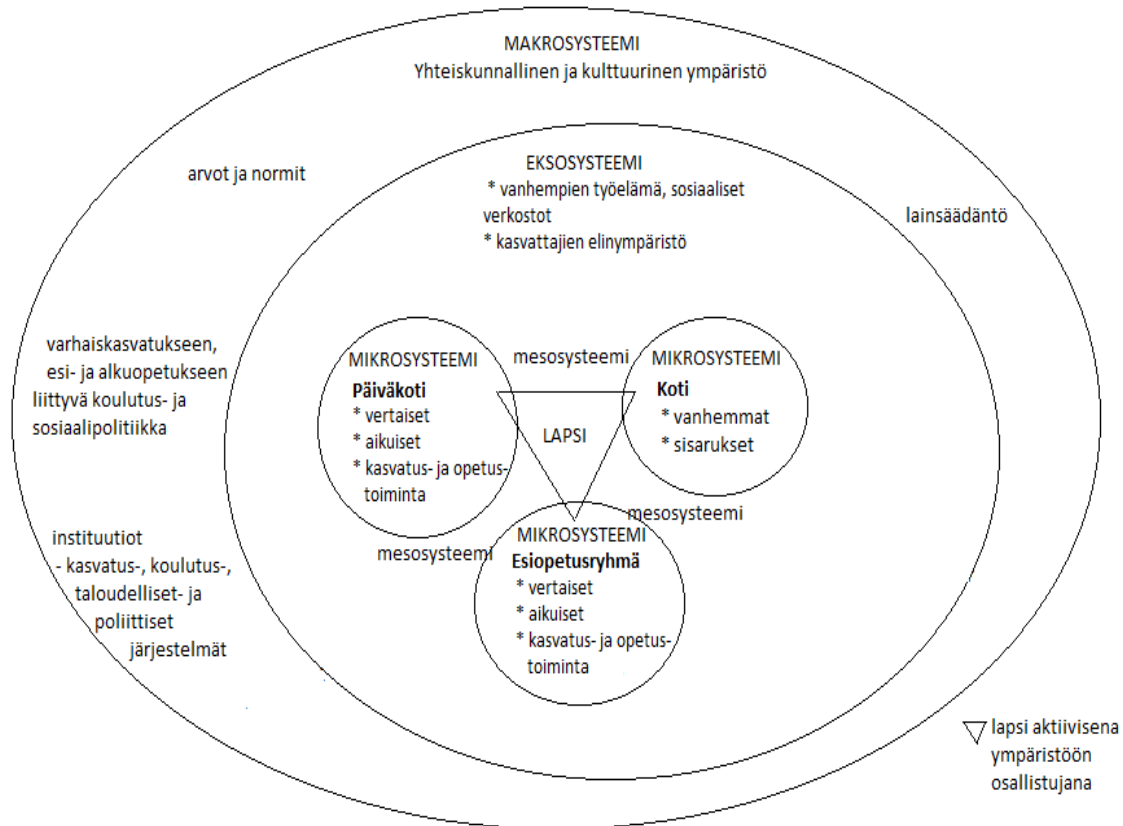 MAKROSYSTEEMI
Yhteiskunnallinen ja kulttuurinen ympäristö
arvot ja normit
EKSOSYSTEEMI
* vanhempien työelämä, sosiaaliset
verkostot
* kasvattajien elinympäristö
lainsäädäntö
varhaiskasvatukseen,
esi- ja alkuopetukseen
liittyvä koulutus- ja
sosiaalipolitiikka
MIKROSYSTEEMI
Päiväkoti
* vertaiset
* aikuiset
* kasvatus- ja opetus-
toiminta
mesosysteemi
LAPSI
MIKROSYSTEEMI
Koti
* vanhemmat
* sisarukset
mesosysteemi
mesosysteemi
MIKROSYSTEEMI
Esiopetusryhmä
* vertaiset
* aikuiset
* kasvatus- ja opetus-
toiminta
instituutiot
- kasvatus-, koulutus-,
taloudelliset- ja
poliittiset
järjestelmät
lapsi aktiivisena
ympäristöön
osallistujana